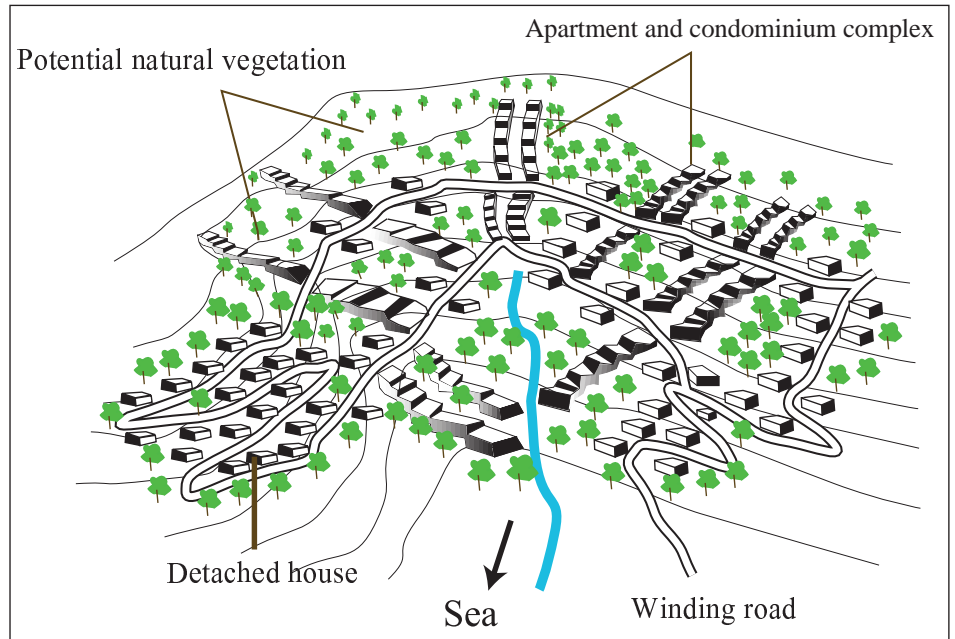 Apartment and condominium complex
Potential natural vegetation
Detached house
Sea
Winding road